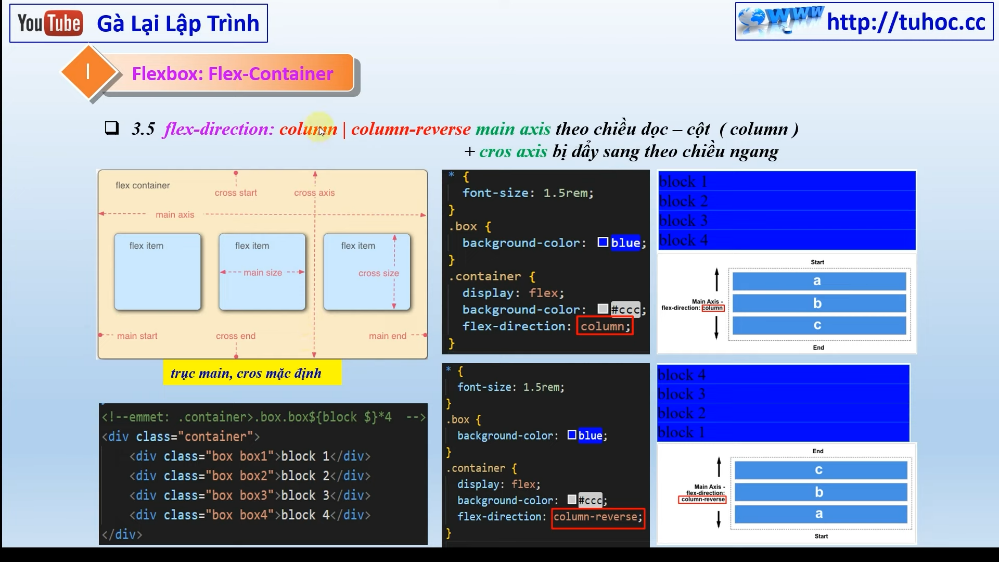 YouTube Gà Lại Lập Trình
WWW http://tuhoc.cc
I Flexbox: Flex-Container
3.5 flex-direction: column | column-reverse main axis theo chiều dọc – cột ( column )
+ cros axis bị đẩy sang theo chiều ngang
flex container
cross start
cross axis
main axis
flex item
flex item
flex item
main size
cross size
main start
cross end
main end
trục main, cros mặc định
<!--emmet: .container>.box.box${block $}*4 -->
<div class="container">
<div class="box box1">block 1</div>
<div class="box box2">block 2</div>
<div class="box box3">block 3</div>
<div class="box box4">block 4</div>
</div>
* {
font-size: 1.5rem;
}
.box {
background-color: blue;
}
.container {
display: flex;
background-color: #ccc;
flex-direction: column;
}
block 1
block 2
block 3
block 4
Start
a
Main Axis -
flex-direction: column
b
c
End
* {
font-size: 1.5rem;
}
.box {
background-color: blue;
}
.container {
display: flex;
background-color: #ccc;
flex-direction: column-reverse;
}
block 4
block 3
block 2
block 1
End
c
Main Axis -
flex-direction:
column-reverse
b
a
Start